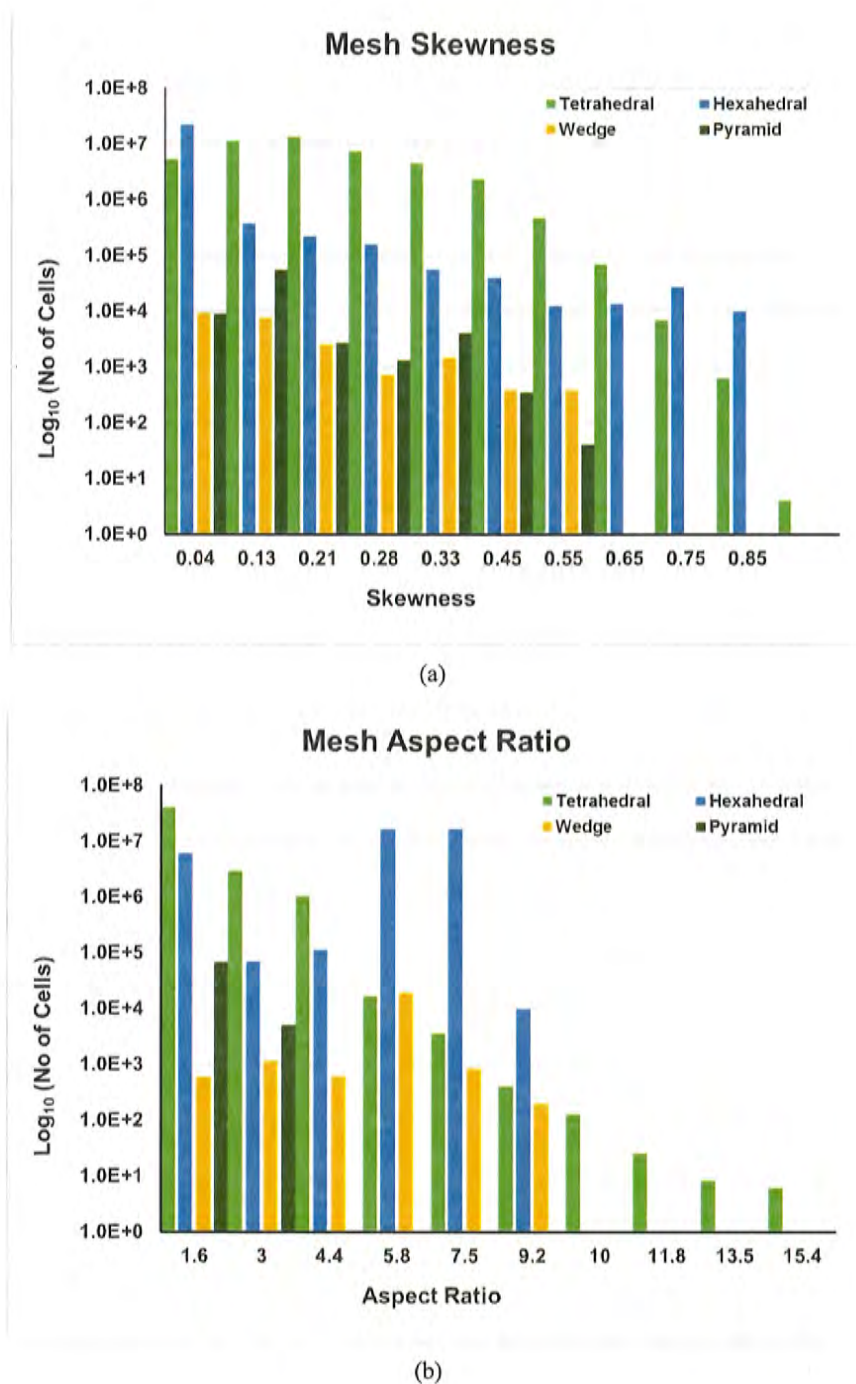 Mesh Skewness
Tetrahedral Hexahedral
Wedge Pyramid
1.0E+8
1.0E+7
1.0E+6
1.0E+5
1.0E+4
1.0E+3
1.0E+2
1.0E+1
1.0E+0
Log10 (No of Cells)
0.04 0.13 0.21 0.28 0.33 0.45 0.55 0.65 0.75 0.85
Skewness
(a)
Mesh Aspect Ratio
Tetrahedral Hexahedral
Wedge Pyramid
1.0E+8
1.0E+7
1.0E+6
1.0E+5
1.0E+4
1.0E+3
1.0E+2
1.0E+1
1.0E+0
Log10 (No of Cells)
1.6 3 4.4 5.8 7.5 9.2 10 11.8 13.5 15.4
Aspect Ratio
(b)